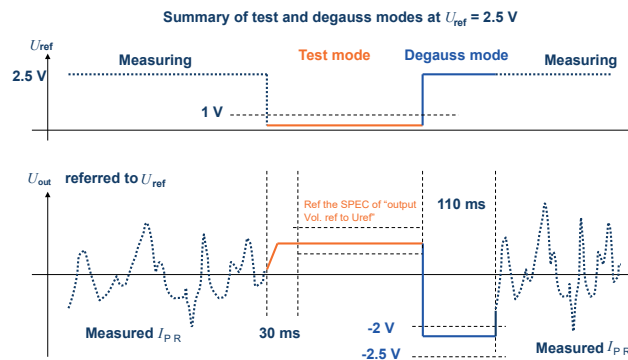 Summary of test and degauss modes at Uref = 2.5 V
Uref
Measuring
Test mode
Degauss mode
Measuring
2.5 V
1 V
Uout referred to Uref
Ref the SPEC of "output
Vol. ref to Uref"
110 ms
30 ms
-2 V
-2.5 V
Measured IPR
Measured IPR